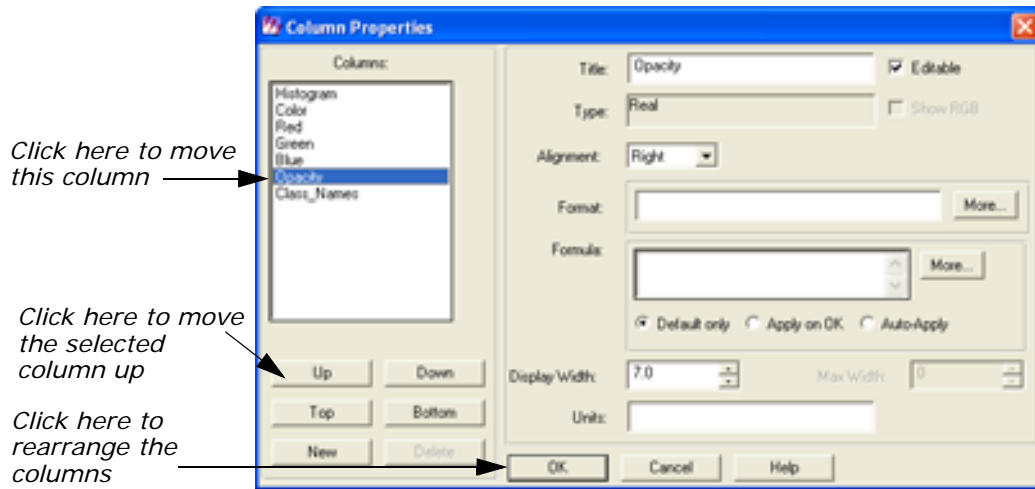 Column Properties
Columns:
Histogram
Color
Red
Green
Blue
Opacity
Class_Names
Click here to move
this column
Click here to move
the selected
column up
Click here to
rearrange the
columns
Up
Down
Top
Bottom
New
Delete
Title:
Opacity
Editable
Type:
Real
Show RGB
Alignment:
Right
Format:
More...
Formula:
More...
Default only
Apply on OK
Auto-Apply
Display Width:
7.0
Max Width:
0
Units:
OK
Cancel
Help